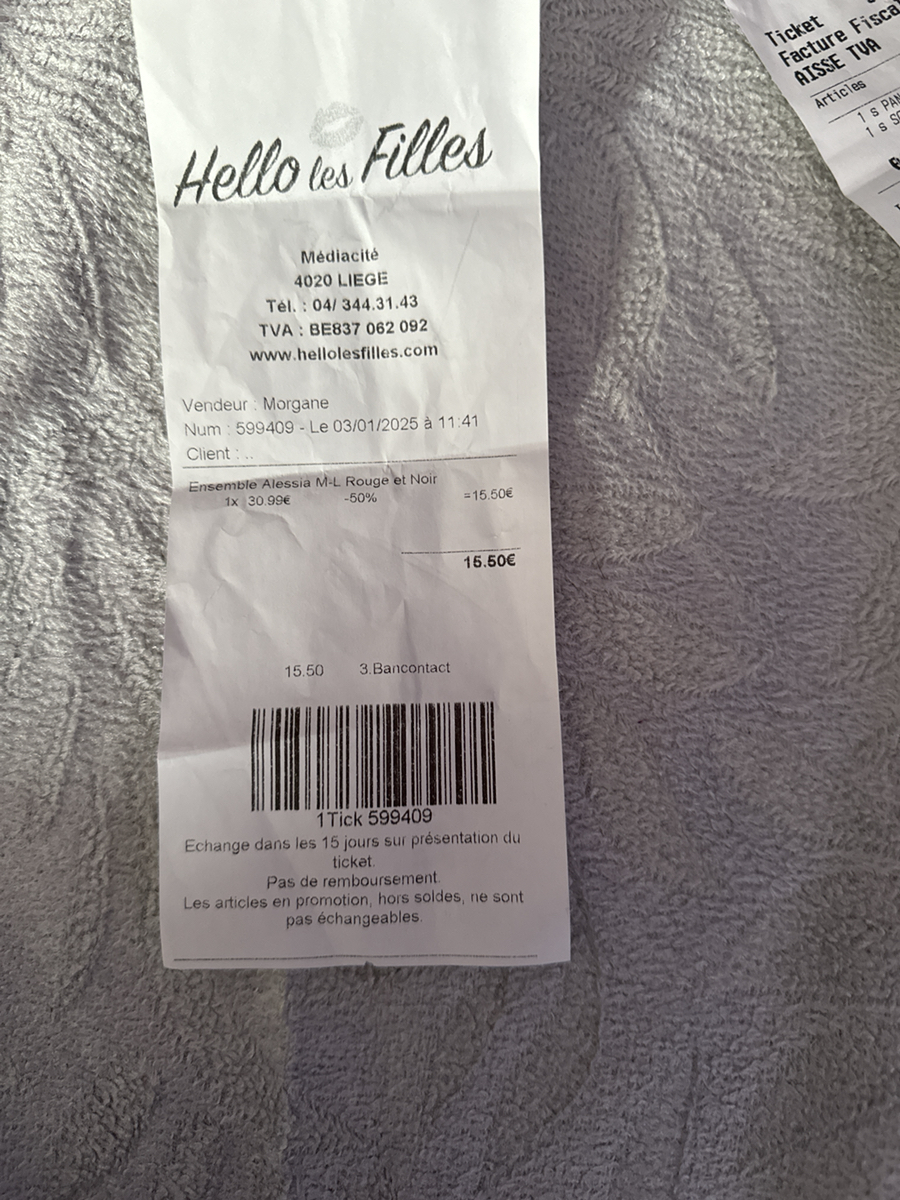 Hello les Filles
Médiacité
4020 LIEGE
Tél. : 04/ 344.31.43
TVA : BE837 062 092
www.hellolesfilles.com
Vendeur : Morgane
Num : 599409 - Le 03/01/2025 à 11:41
Client : ..
Ensemble Alessia M-L Rouge et Noir
1x 30.99€ -50% =15.50€
15.50€
15.50 3.Bancontact
1Tick 599409
Echange dans les 15 jours sur présentation du
ticket.
Pas de remboursement.
Les articles en promotion, hors soldes, ne sont
pas échangeables.
Ticket
Facture
AISSE TVA
Articles
1 s
1 s